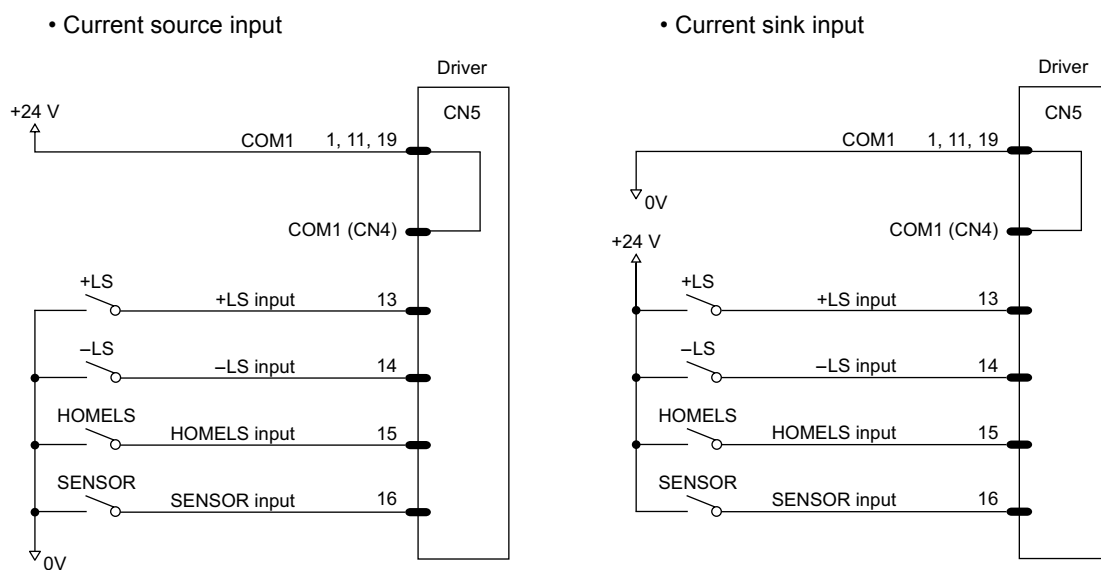 • Current source input
Driver
CN5
+24 V
COM1 1, 11, 19
COM1 (CN4)
+LS
+LS input 13
–LS
–LS input 14
HOMELS
HOMELS input 15
SENSOR
SENSOR input 16
0V
• Current sink input
Driver
CN5
COM1 1, 11, 19
0V
COM1 (CN4)
+24 V
+LS
+LS input 13
–LS
–LS input 14
HOMELS
HOMELS input 15
SENSOR
SENSOR input 16